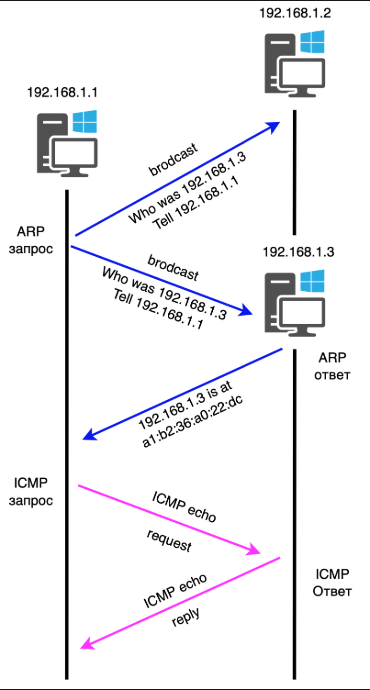 192.168.1.2
192.168.1.1
brodcast
Who was 192.168.1.3
Tell 192.168.1.1
ARP
запрос
192.168.1.3
brodcast
Who was 192.168.1.3
Tell 192.168.1.1
ARP
ответ
192.168.1.3 is at
a1:b2:36:a0:22:dc
ICMP
запрос
ICMP echo
request
ICMP echo
reply
ICMP
Ответ